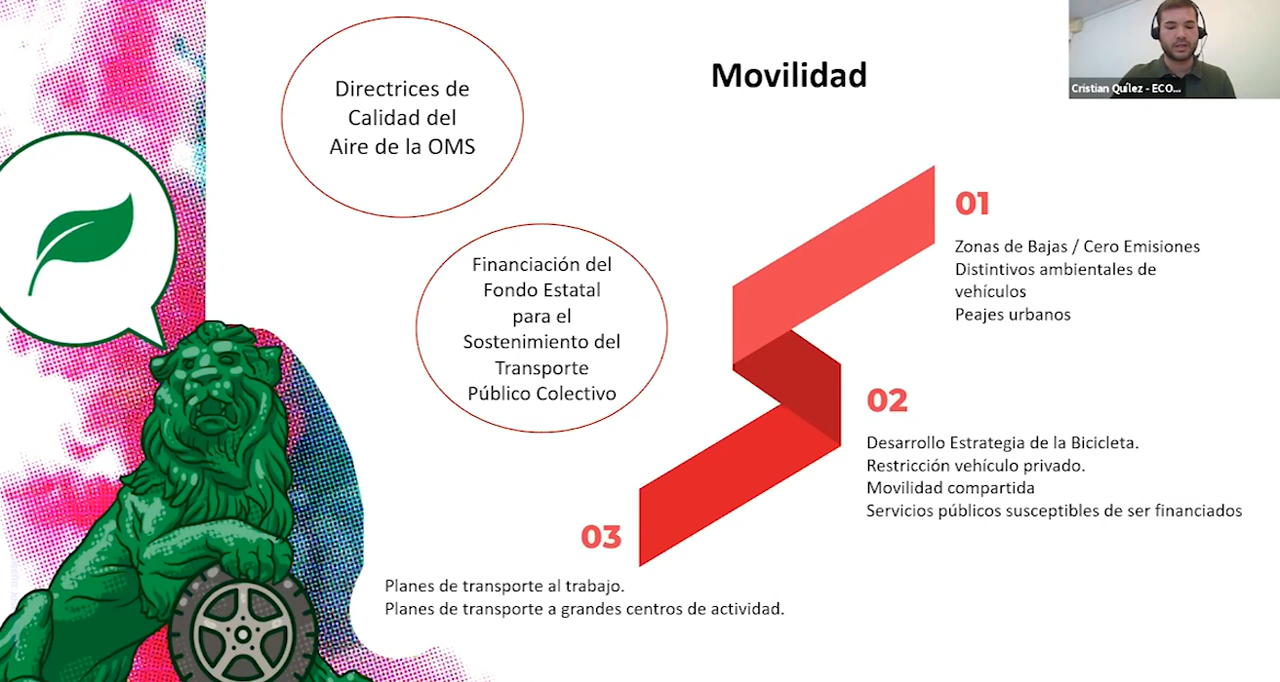 Directrices de
Calidad del
Aire de la OMS
Movilidad
Cristian Quílez - ECO...
Financiación del
Fondo Estatal
para el
Sostenimiento del
Transporte
Público Colectivo
01
Zonas de Bajas / Cero Emisiones
Distintivos ambientales de
vehículos
Peajes urbanos
02
Desarrollo Estrategia de la Bicicleta.
Restricción vehículo privado.
Movilidad compartida
Servicios públicos susceptibles de ser financiados
03
Planes de transporte al trabajo.
Planes de transporte a grandes centros de actividad.